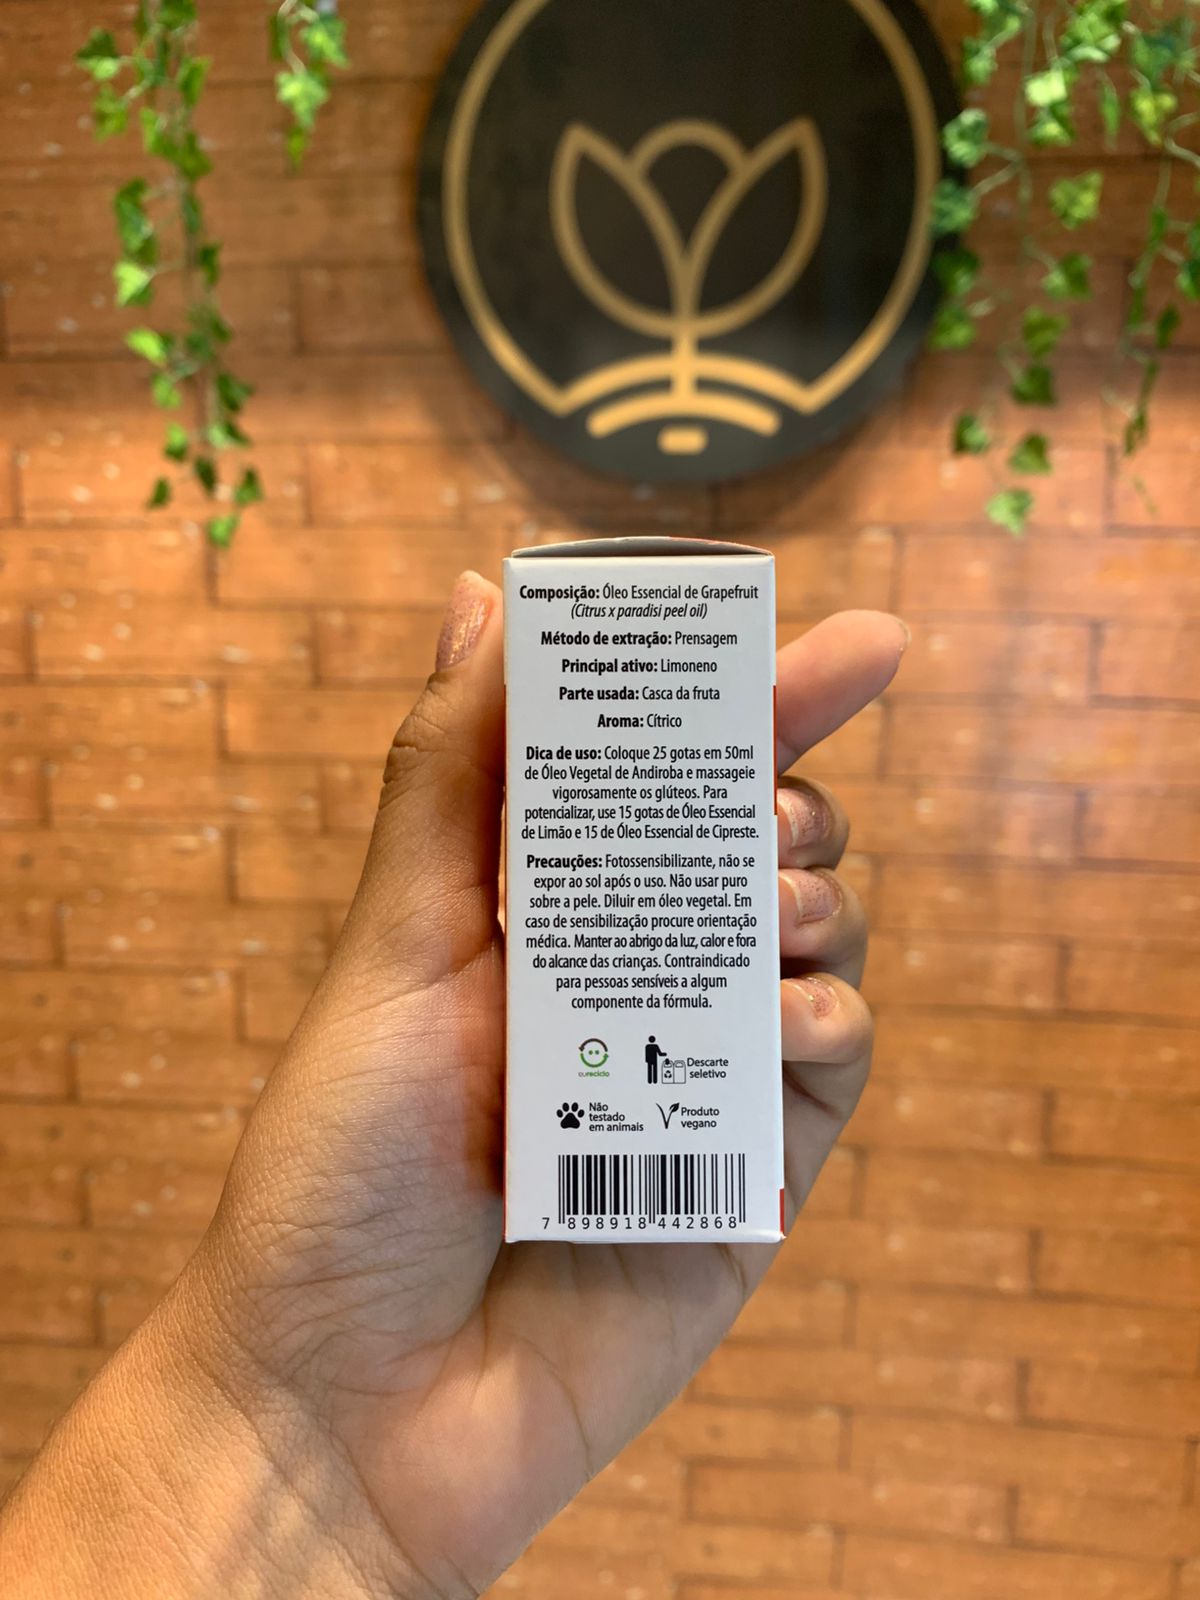 Composição: Óleo Essencial de Grapefruit
(Citrus x paradisi peel oil)
Método de extração: Prensagem
Principal ativo: Limoneno
Parte usada: Casca da fruta
Aroma: Cítrico
Dica de uso: Coloque 25 gotas em 50ml
de Óleo Vegetal de Andiroba e massageie
vigorosamente os glúteos. Para
potencializar, use 15 gotas de Óleo Essencial
de Limão e 15 de Óleo Essencial de Cipreste.
Precauções: Fotossensibilizante, não se
expor ao sol após o uso. Não usar puro
sobre a pele. Diluir em óleo vegetal. Em
caso de sensibilização procure orientação
médica. Manter ao abrigo da luz, calor e fora
do alcance das crianças. Contraindicado
para pessoas sensíveis a algum
componente da fórmula.
eureciclo
Descarte
seletivo
Não
testado
em animais
Produto
vegano
7 898918 442868